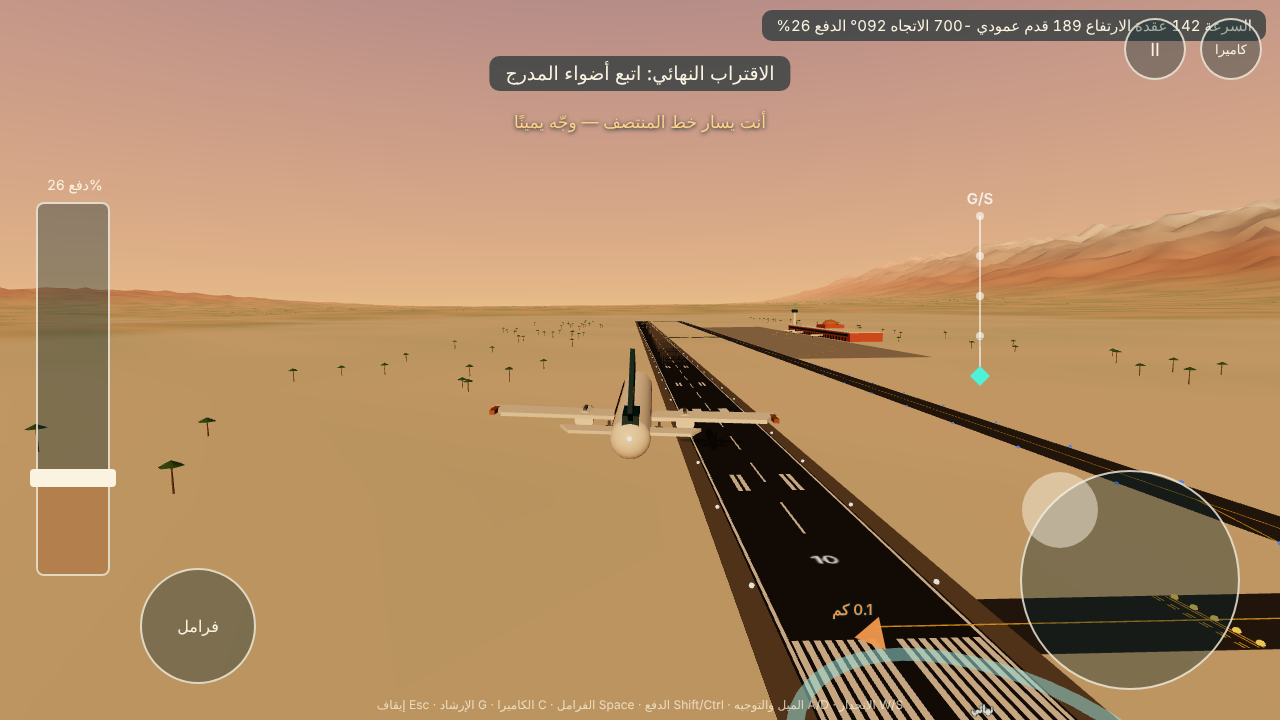 السرعة 142 عقدة الارتفاع 189 قدم عمودي -700 الاتجاه 092° الدفع 26%
كاميرا
II
الاقتراب النهائي: اتبع أضواء المدرج
أنت يسار خط المنتصف — وجّه يمينًا
دفع 26%
G/S
10
0.1 كم
فرامل
نهائي
W/S الانحدار · A/D الميل والتوجيه · Shift/Ctrl الدفع · Space الفرامل · C الكاميرا · G الإرشاد · Esc إيقاف